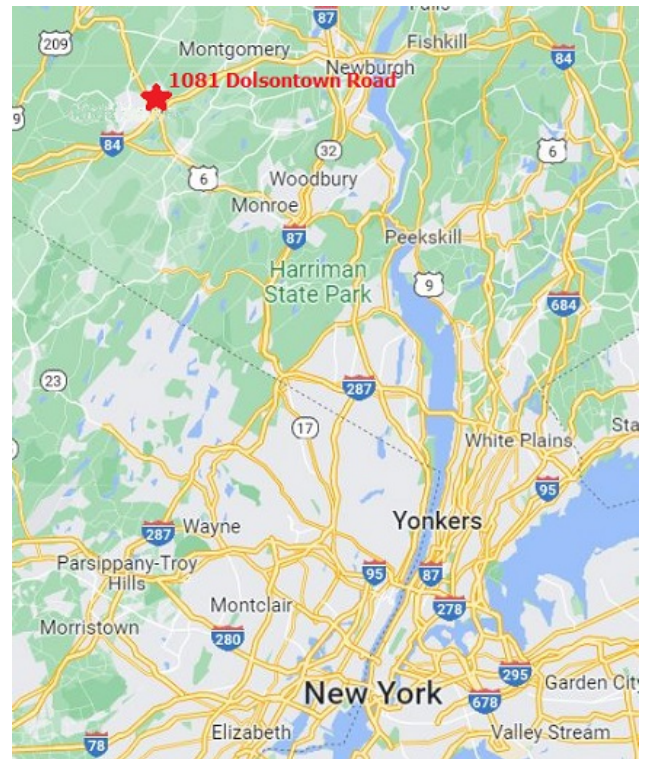 87
Falls
209
Montgomery
Fishkill
84
Newburgh
1081 Dolsontown Road
9
84
32
6
6
Woodbury
Monroe
87
Peekskill
Harriman
State Park
9
684
23
287
17
White Plains
Sta
95
Yonkers
287
Wayne
Parsippany-Troy
Hills
95
87
278
Montclair
Morristown
280
295
Garden City
New York
678
Elizabeth
Valley Stream
78